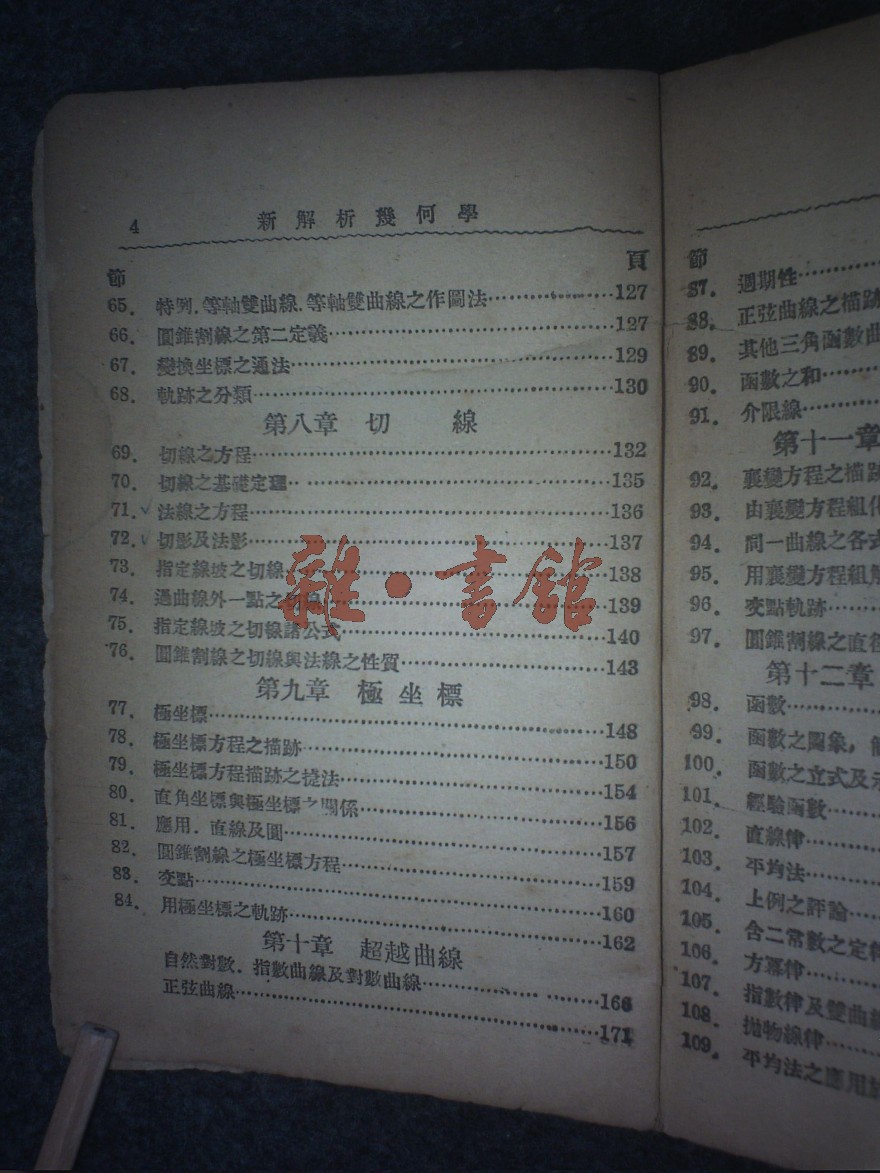 4 新解析幾何學
節 頁
65. 特例.等軸雙曲線.等軸雙曲線之作圖法……127
66. 圓錐割線之第二定義……127
67. 變換坐標之通法……129
68. 軌跡之分類……130
第八章 切 線
69. 切線之方程……132
70. 切線之基礎定理……135
71. 法線之方程……136
72. 切影及法影……137
73. 指定線坡之切線……138
74. 過曲線外一點之切線……139
75. 指定線坡之切線諸公式……140
76. 圓錐割線之切線與法線之性質……143
第九章 極坐標
77. 極坐標……148
78. 極坐標方程之描跡……150
79. 極坐標方程描跡之捷法……154
80. 直角坐標與極坐標之關係……156
81. 應用.直線及圓……157
82. 圓錐割線之極坐標方程……159
83. 交點……160
84. 用極坐標之軌跡……162
第十章 超越曲線
自然對數.指數曲線及對數曲線……166
正弦曲線……171
雜·書館
節
87. 週期性……
88. 正弦曲線之描跡
89. 其他三角函數曲
90. 函數之和……
91. 介限線……
第十一章
92. 襄變方程之描跡
93. 由襄變方程組化
94. 同一曲線之各式
95. 用襄變方程組解
96. 交點軌跡……
97. 圓錐割線之直徑
第十二章
98. 函數……
99. 函數之圖象,
100. 函數之立式及
101. 經驗函數……
102. 直線律……
103. 平均法……
104. 上例之評論……
105. 含二常數之定律
106. 方冪律……
107. 指數律及雙曲線
108. 拋物線律……
109. 平均法之應用於